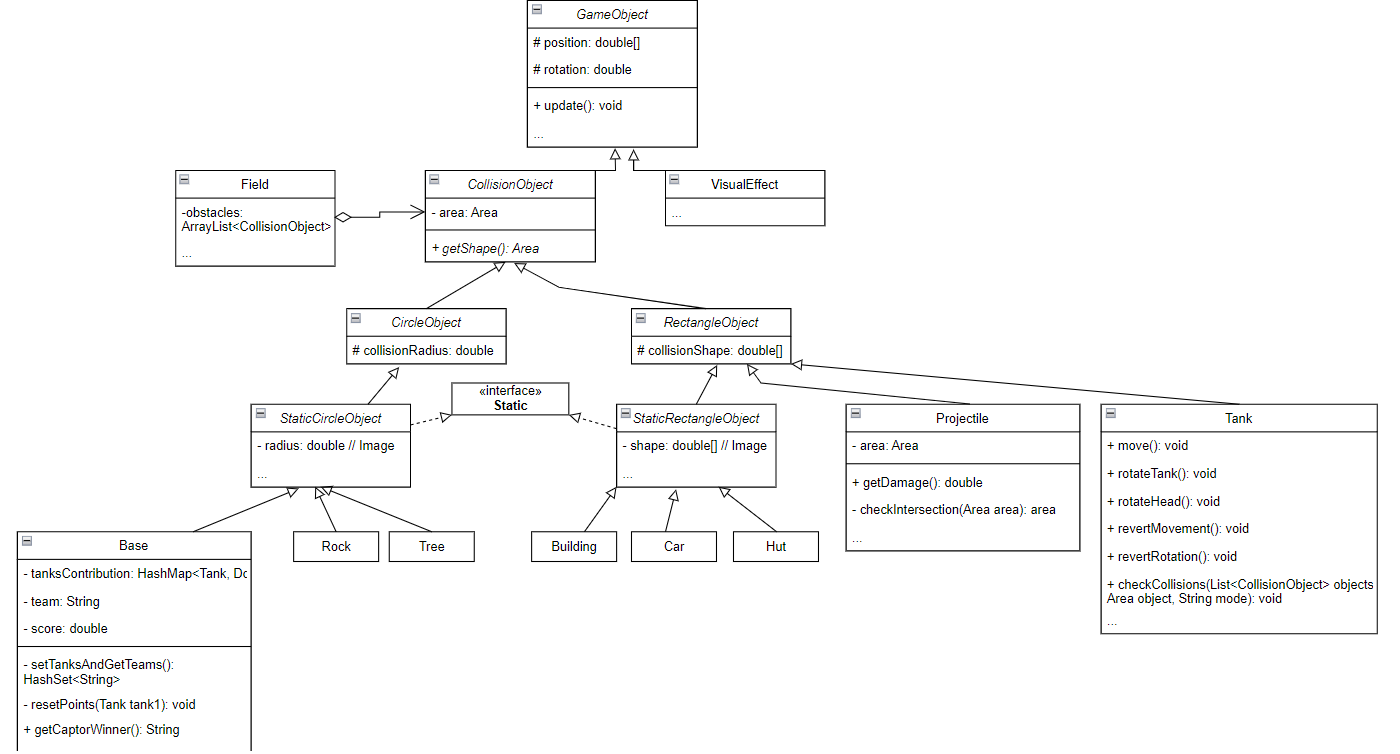 GameObject
# position: double[]
# rotation: double
+ update(): void
...
Field
-obstacles:
ArrayList<CollisionObject>
...
CollisionObject
- area: Area
+ getShape(): Area
VisualEffect
...
CircleObject
# collisionRadius: double
RectangleObject
# collisionShape: double[]
«interface»
Static
StaticCircleObject
- radius: double // Image
...
StaticRectangleObject
- shape: double[] // Image
...
Projectile
- area: Area
+ getDamage(): double
- checkIntersection(Area area): area
...
Tank
+ move(): void
+ rotateTank(): void
+ rotateHead(): void
+ revertMovement(): void
+ revertRotation(): void
+ checkCollisions(List<CollisionObject> objects
Area object, String mode): void
...
Base
- tanksContribution: HashMap<Tank, Do
- team: String
- score: double
- setTanksAndGetTeams():
HashSet<String>
- resetPoints(Tank tank1): void
+ getCaptorWinner(): String
Rock
Tree
Building
Car
Hut